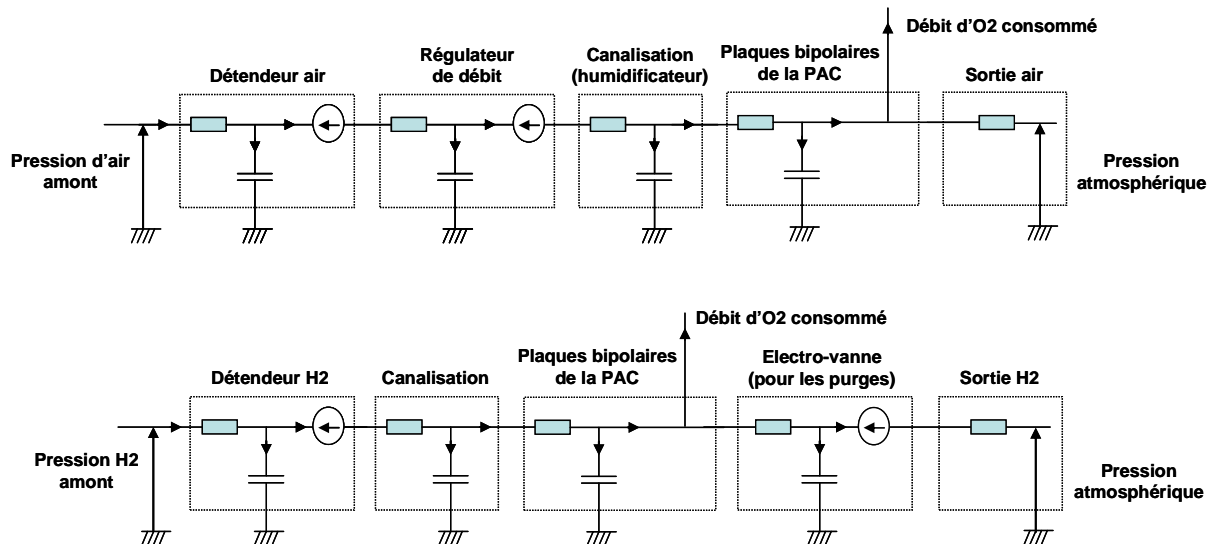 Débit d'O2 consommé
Plaques bipolaires
de la PAC
Régulateur
de débit
Canalisation
(humidificateur)
Détendeur air
Sortie air
Pression d'air
amont
Pression
atmosphérique
Débit d'O2 consommé
Plaques bipolaires
de la PAC
Electro-vanne
(pour les purges)
Détendeur H2
Canalisation
Sortie H2
Pression H2
amont
Pression
atmosphérique